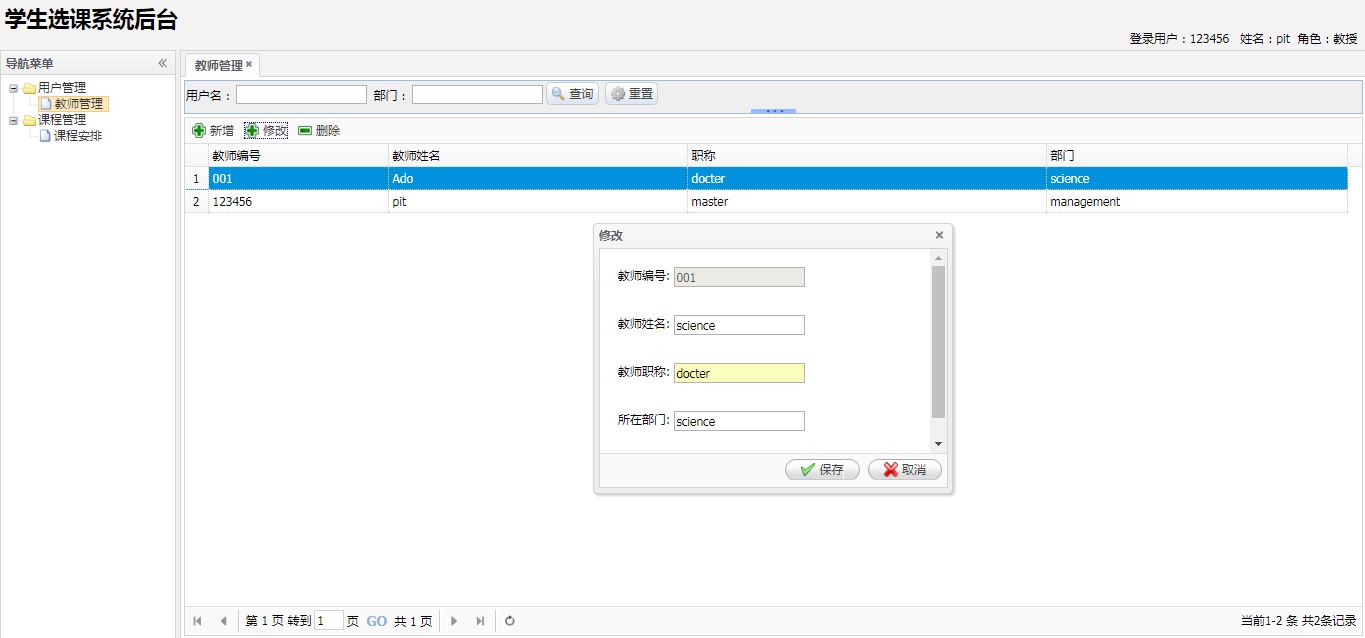 学生选课系统后台
登录用户：123456 姓名：pit 角色：教授
导航菜单
用户管理
教师管理
课程管理
课程安排
教师管理
用户名： 部门： 查询 重置
新增 修改 删除
教师编号 教师姓名 职称 部门
1 001 Ado docter science
2 123456 pit master management
修改
教师编号: 001
教师姓名: science
教师职称: docter
所在部门: science
保存 取消
第 1 页 转到 1 页 GO 共 1 页
当前1-2 条 共2条记录